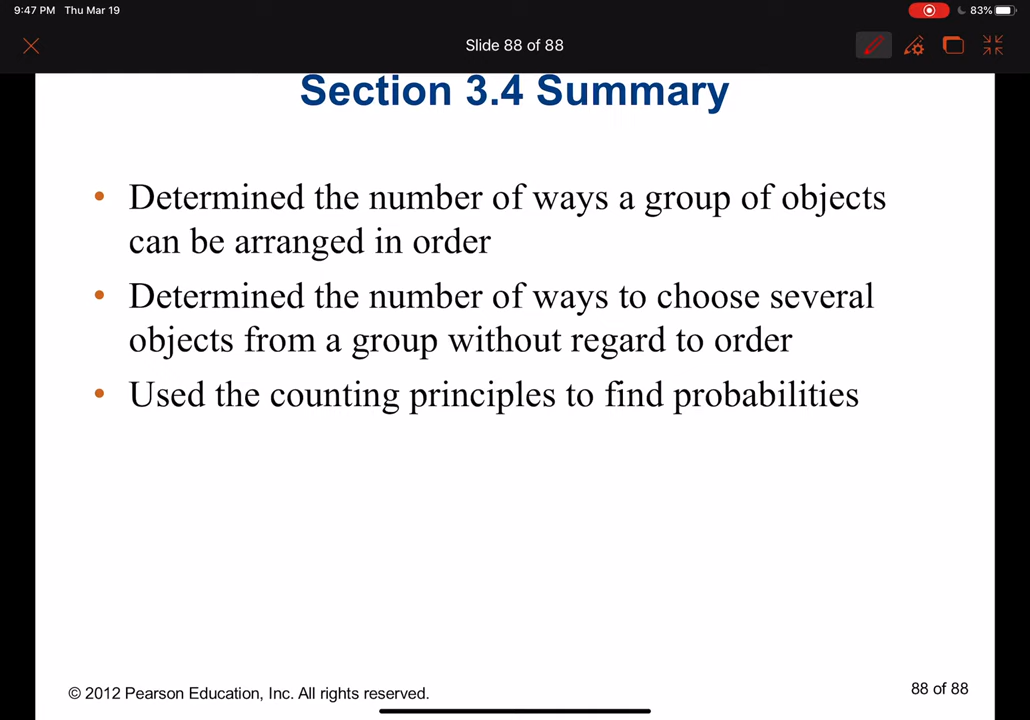 9:47 PM Thu Mar 19
83%
Slide 88 of 88
Section 3.4 Summary
• Determined the number of ways a group of objects
can be arranged in order
• Determined the number of ways to choose several
objects from a group without regard to order
• Used the counting principles to find probabilities
© 2012 Pearson Education, Inc. All rights reserved.
88 of 88